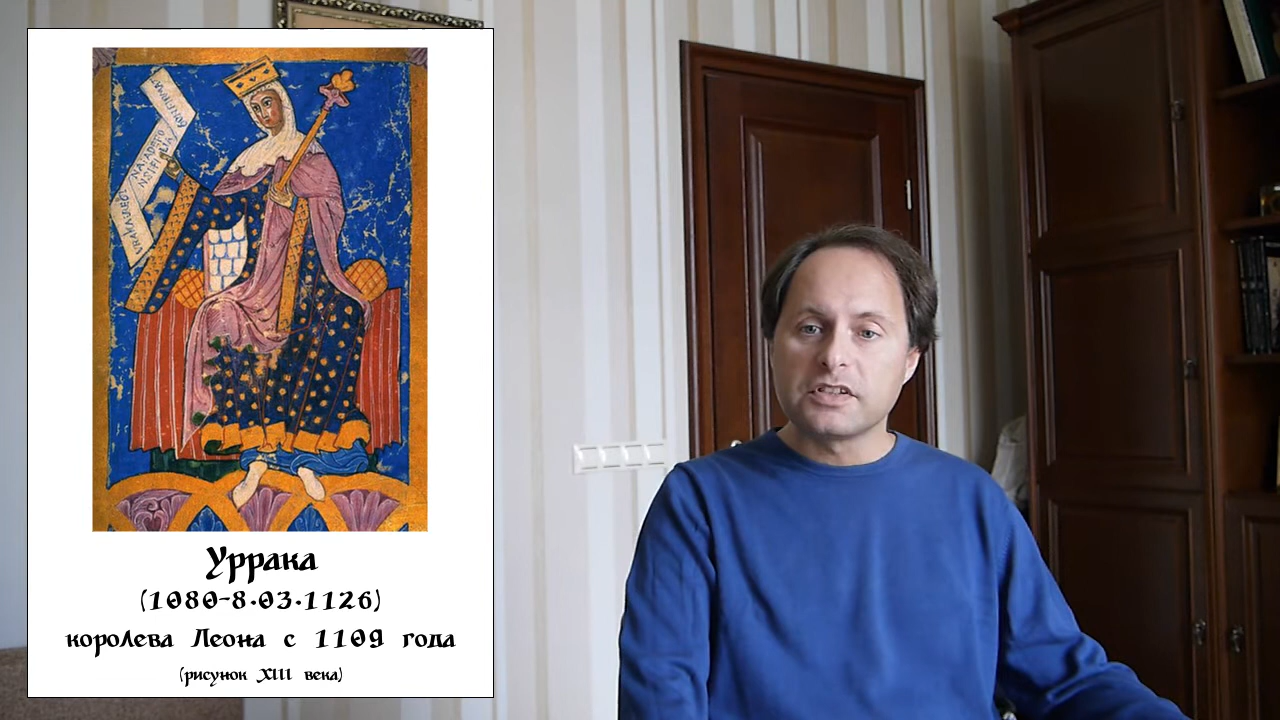 Уррака
(1080-8.03.1126)
королева Леона с 1109 года
(рисунок XIII века)